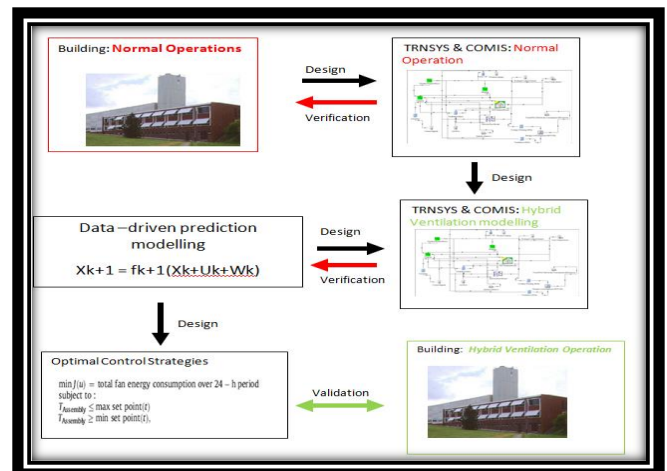 Building: Normal Operations
TRNSYS & COMIS: Normal
Operation
Design
Verification
Design
Data –driven prediction
modelling
Xk+1 = fk+1(Xk+Uk+Wk)
Design
Verification
TRNSYS & COMIS: Hybrid
Ventilation modelling
Design
Optimal Control Strategies
min J(u) = total fan energy consumption over 24 – h period
subject to :
TAssembly ≤ max set point(t)
TAssembly ≥ min set point(t),
Validation
Building: Hybrid Ventilation Operation